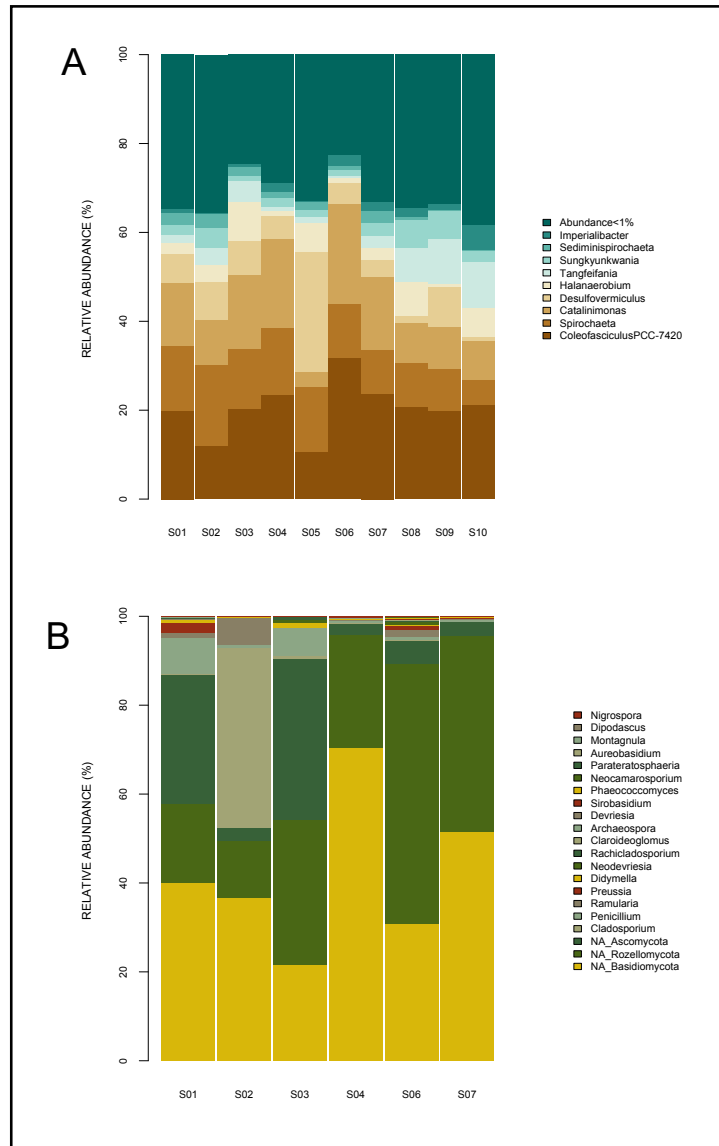 A
RELATIVE ABUNDANCE (%)
100
80
60
40
20
0
S01 S02 S03 S04 S05 S06 S07 S08 S09 S10
Abundance<1%
Imperialibacter
Sediminispirochaeta
Sungkyunkwania
Tangfeifania
Halanaerobium
Desulfovermiculus
Catalinimonas
Spirochaeta
ColeofasciculusPCC-7420
B
RELATIVE ABUNDANCE (%)
100
80
60
40
20
0
S01 S02 S03 S04 S06 S07
Nigrospora
Dipodascus
Montagnula
Aureobasidium
Parateratosphaeria
Neocamarosporium
Phaeococcomyces
Sirobasidium
Devriesia
Archaeospora
Claroideoglomus
Rachicladosporium
Neodevriesia
Didymella
Preussia
Ramularia
Penicillium
Cladosporium
NA_Ascomycota
NA_Rozellomycota
NA_Basidiomycota